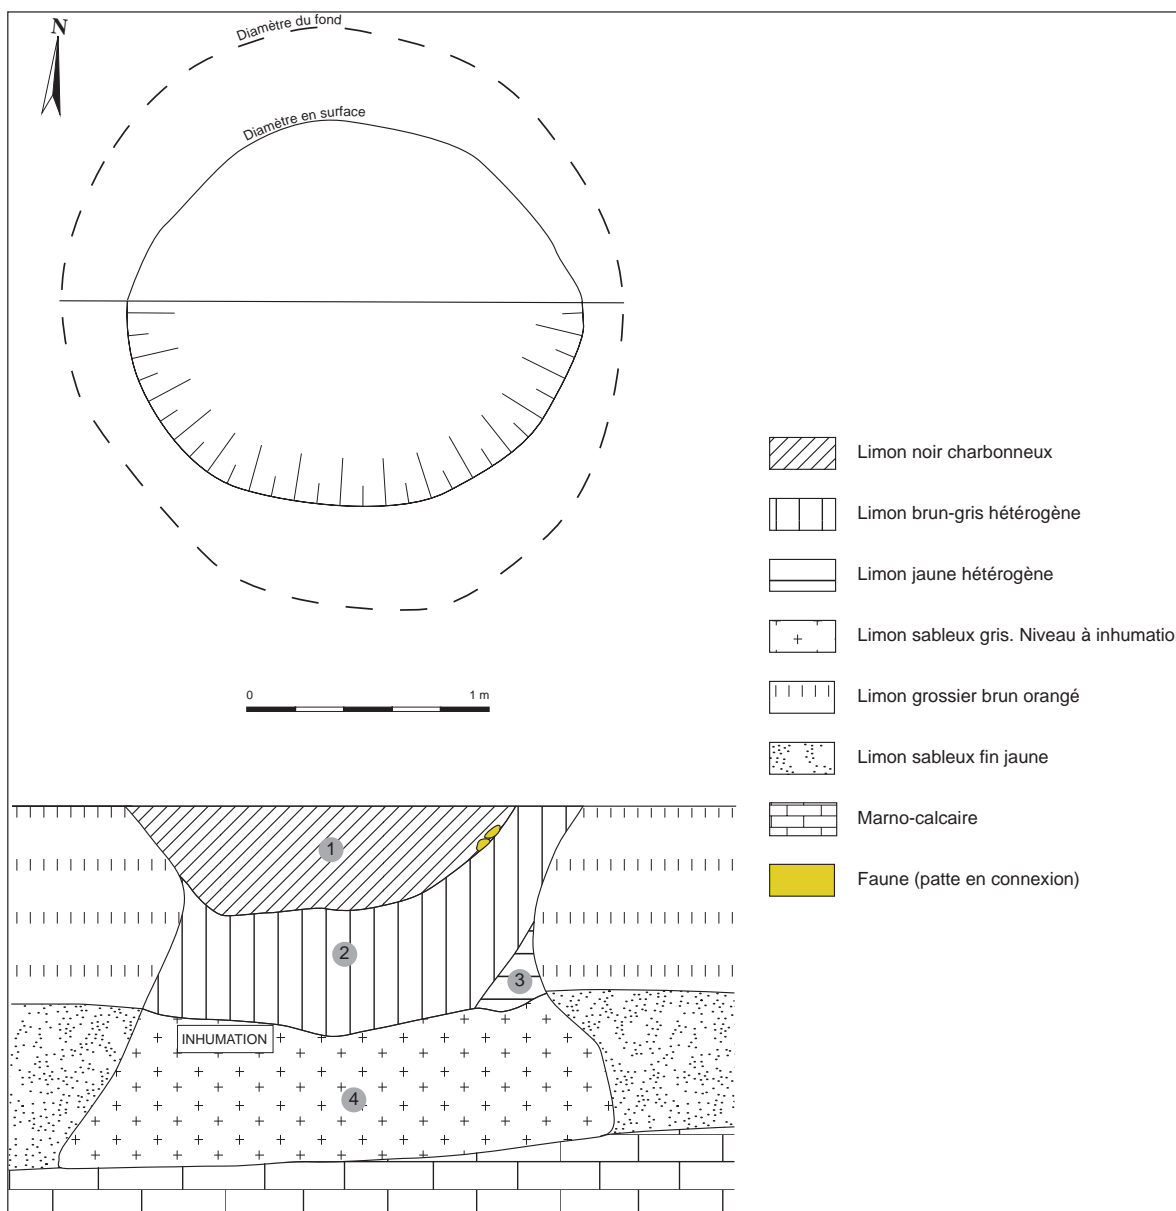 N
Diamètre du fond
Diamètre en surface
0 1 m
Limon noir charbonneux
Limon brun-gris hétérogène
Limon jaune hétérogène
Limon sableux gris. Niveau à inhumatio
Limon grossier brun orangé
Limon sableux fin jaune
Marno-calcaire
Faune (patte en connexion)
1
2
3
INHUMATION
4